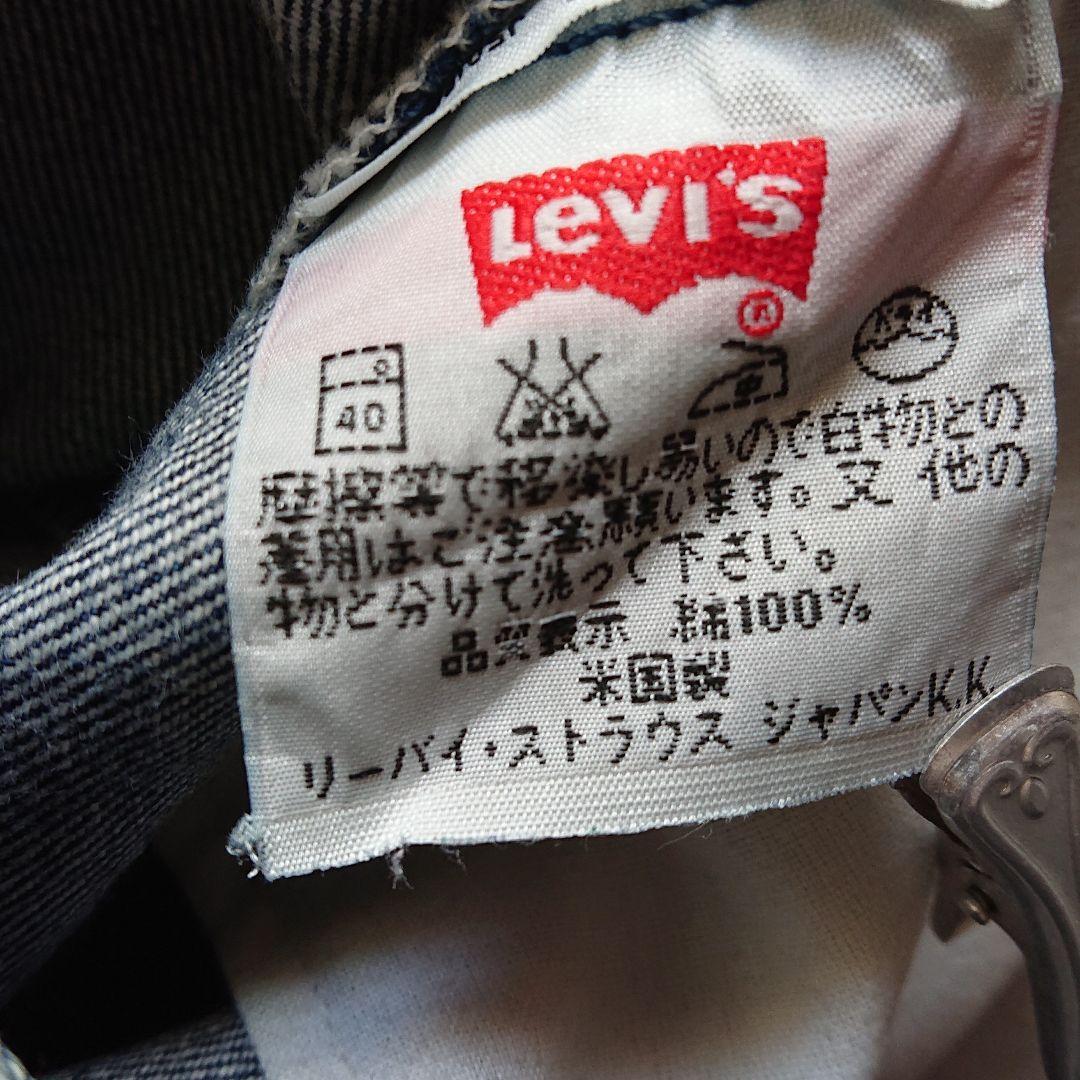 LeVI'S
®
40
摩擦等で移染し易いので白生物との
着用はご注意願います。又 他の
物と分けて洗って下さい。
品質表示 綿100%
米国製
リーバイ・ストラウス ジャパンK.K.